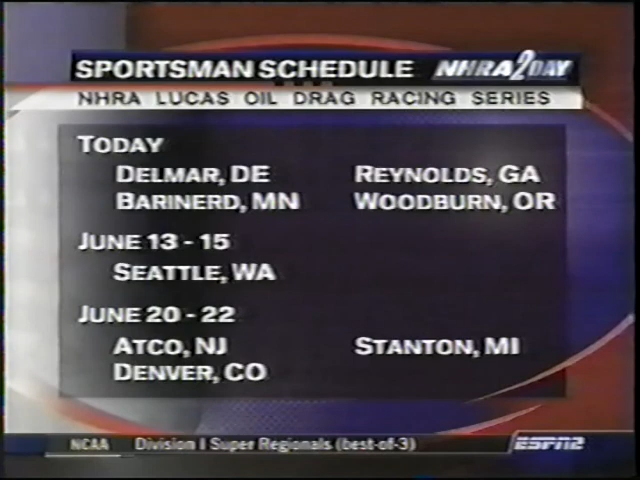 SPORTSMAN SCHEDULE NHRA2DAY
NHRA LUCAS OIL DRAG RACING SERIES
TODAY
DELMAR, DE REYNOLDS, GA
BARINERD, MN WOODBURN, OR
JUNE 13 - 15
SEATTLE, WA
JUNE 20 - 22
ATCO, NJ STANTON, MI
DENVER, CO
NCAA Division I Super Regionals (best-of-3) ESPN2